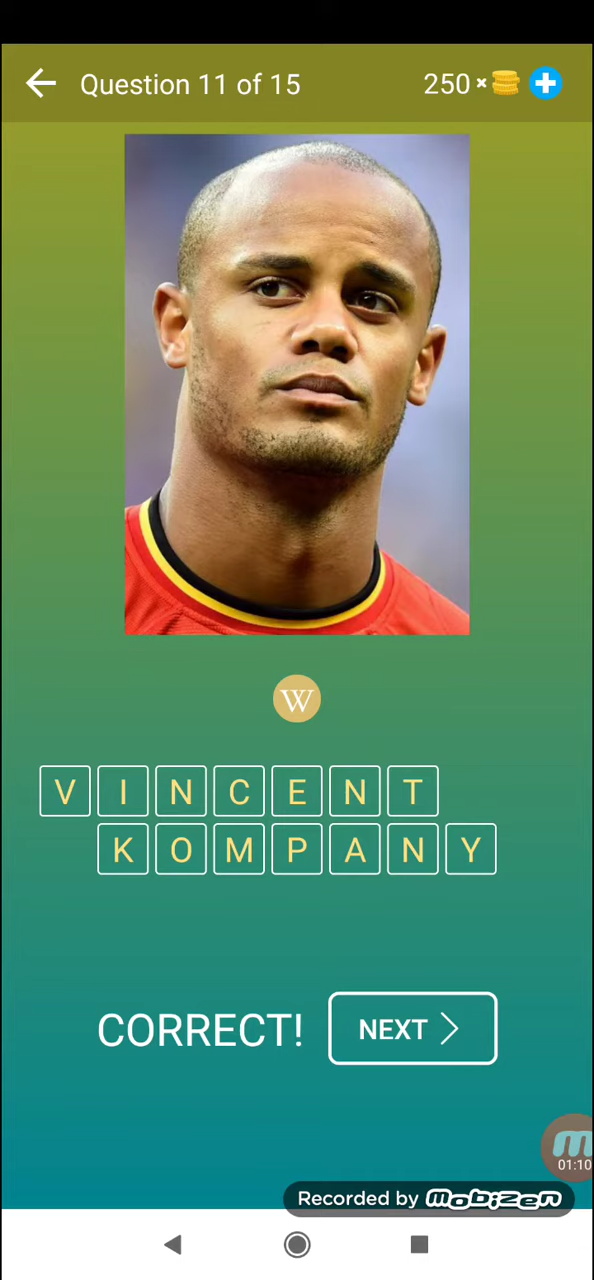 Question 11 of 15
250 ×
W
VINCENT
KOMPANY
CORRECT!
NEXT
m
01:10
Recorded by mobizen